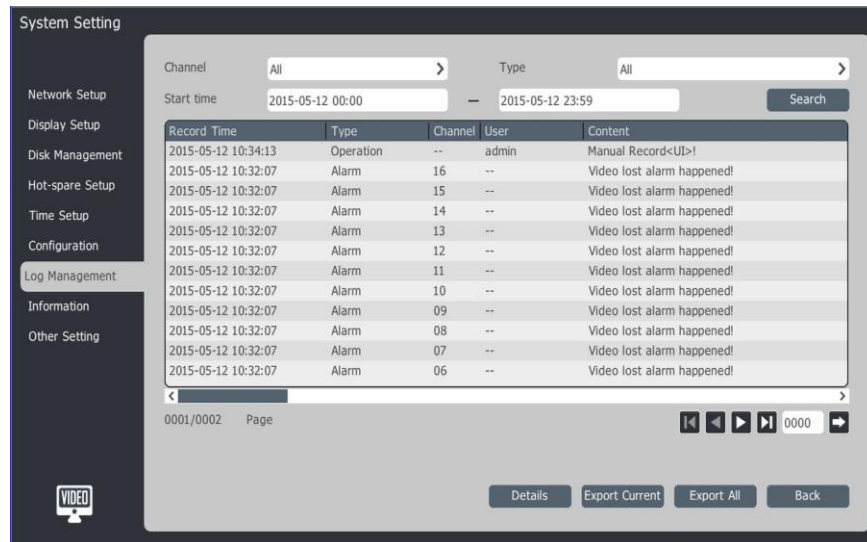 System Setting
Channel All > Type All >
Network Setup
Start time 2015-05-12 00:00 — 2015-05-12 23:59 Search
Display Setup
Record Time Type Channel User Content
2015-05-12 10:34:13 Operation -- admin Manual Record<UI>!
Disk Management
2015-05-12 10:32:07 Alarm 16 -- Video lost alarm happened!
Hot-spare Setup
2015-05-12 10:32:07 Alarm 15 -- Video lost alarm happened!
2015-05-12 10:32:07 Alarm 14 -- Video lost alarm happened!
Time Setup
2015-05-12 10:32:07 Alarm 13 -- Video lost alarm happened!
Configuration
2015-05-12 10:32:07 Alarm 12 -- Video lost alarm happened!
2015-05-12 10:32:07 Alarm 11 -- Video lost alarm happened!
Log Management
2015-05-12 10:32:07 Alarm 10 -- Video lost alarm happened!
Information
2015-05-12 10:32:07 Alarm 09 -- Video lost alarm happened!
2015-05-12 10:32:07 Alarm 08 -- Video lost alarm happened!
Other Setting
2015-05-12 10:32:07 Alarm 07 -- Video lost alarm happened!
2015-05-12 10:32:07 Alarm 06 -- Video lost alarm happened!
0001/0002 Page 0000
VIDEO
Details Export Current Export All Back